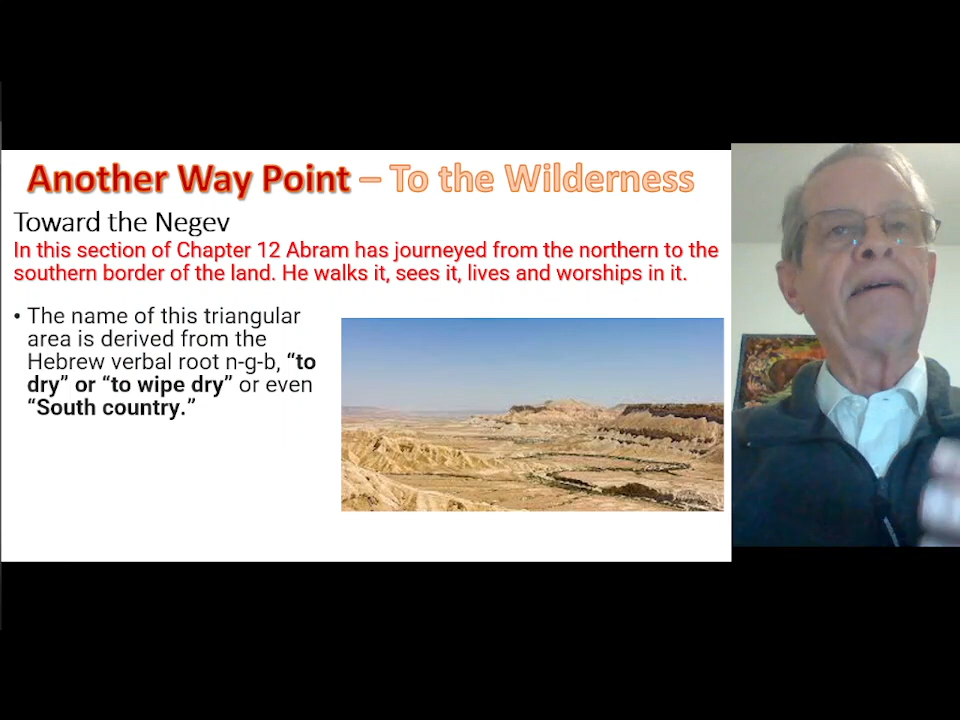 Another Way Point – To the Wilderness
Toward the Negev
In this section of Chapter 12 Abram has journeyed from the northern to the
southern border of the land. He walks it, sees it, lives and worships in it.
• The name of this triangular
area is derived from the
Hebrew verbal root n-g-b, “to
dry” or “to wipe dry” or even
“South country.”